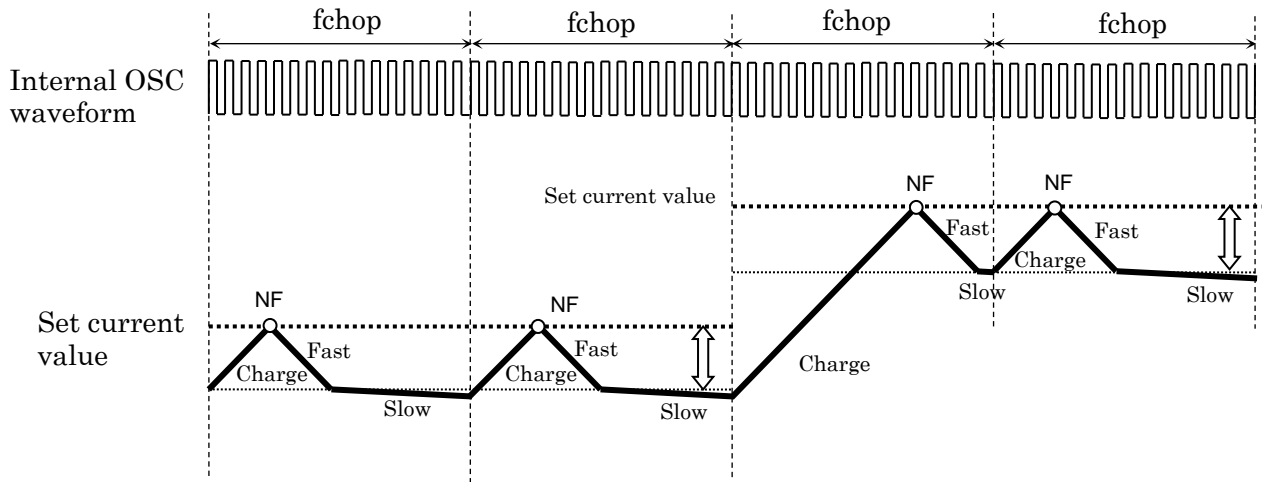 fchop fchop fchop fchop
Internal OSC
waveform
NF NF
Set current value
Fast Fast
Charge
Slow Slow
NF NF
Set current
value
Fast Fast
Charge Charge
Charge
Slow Slow